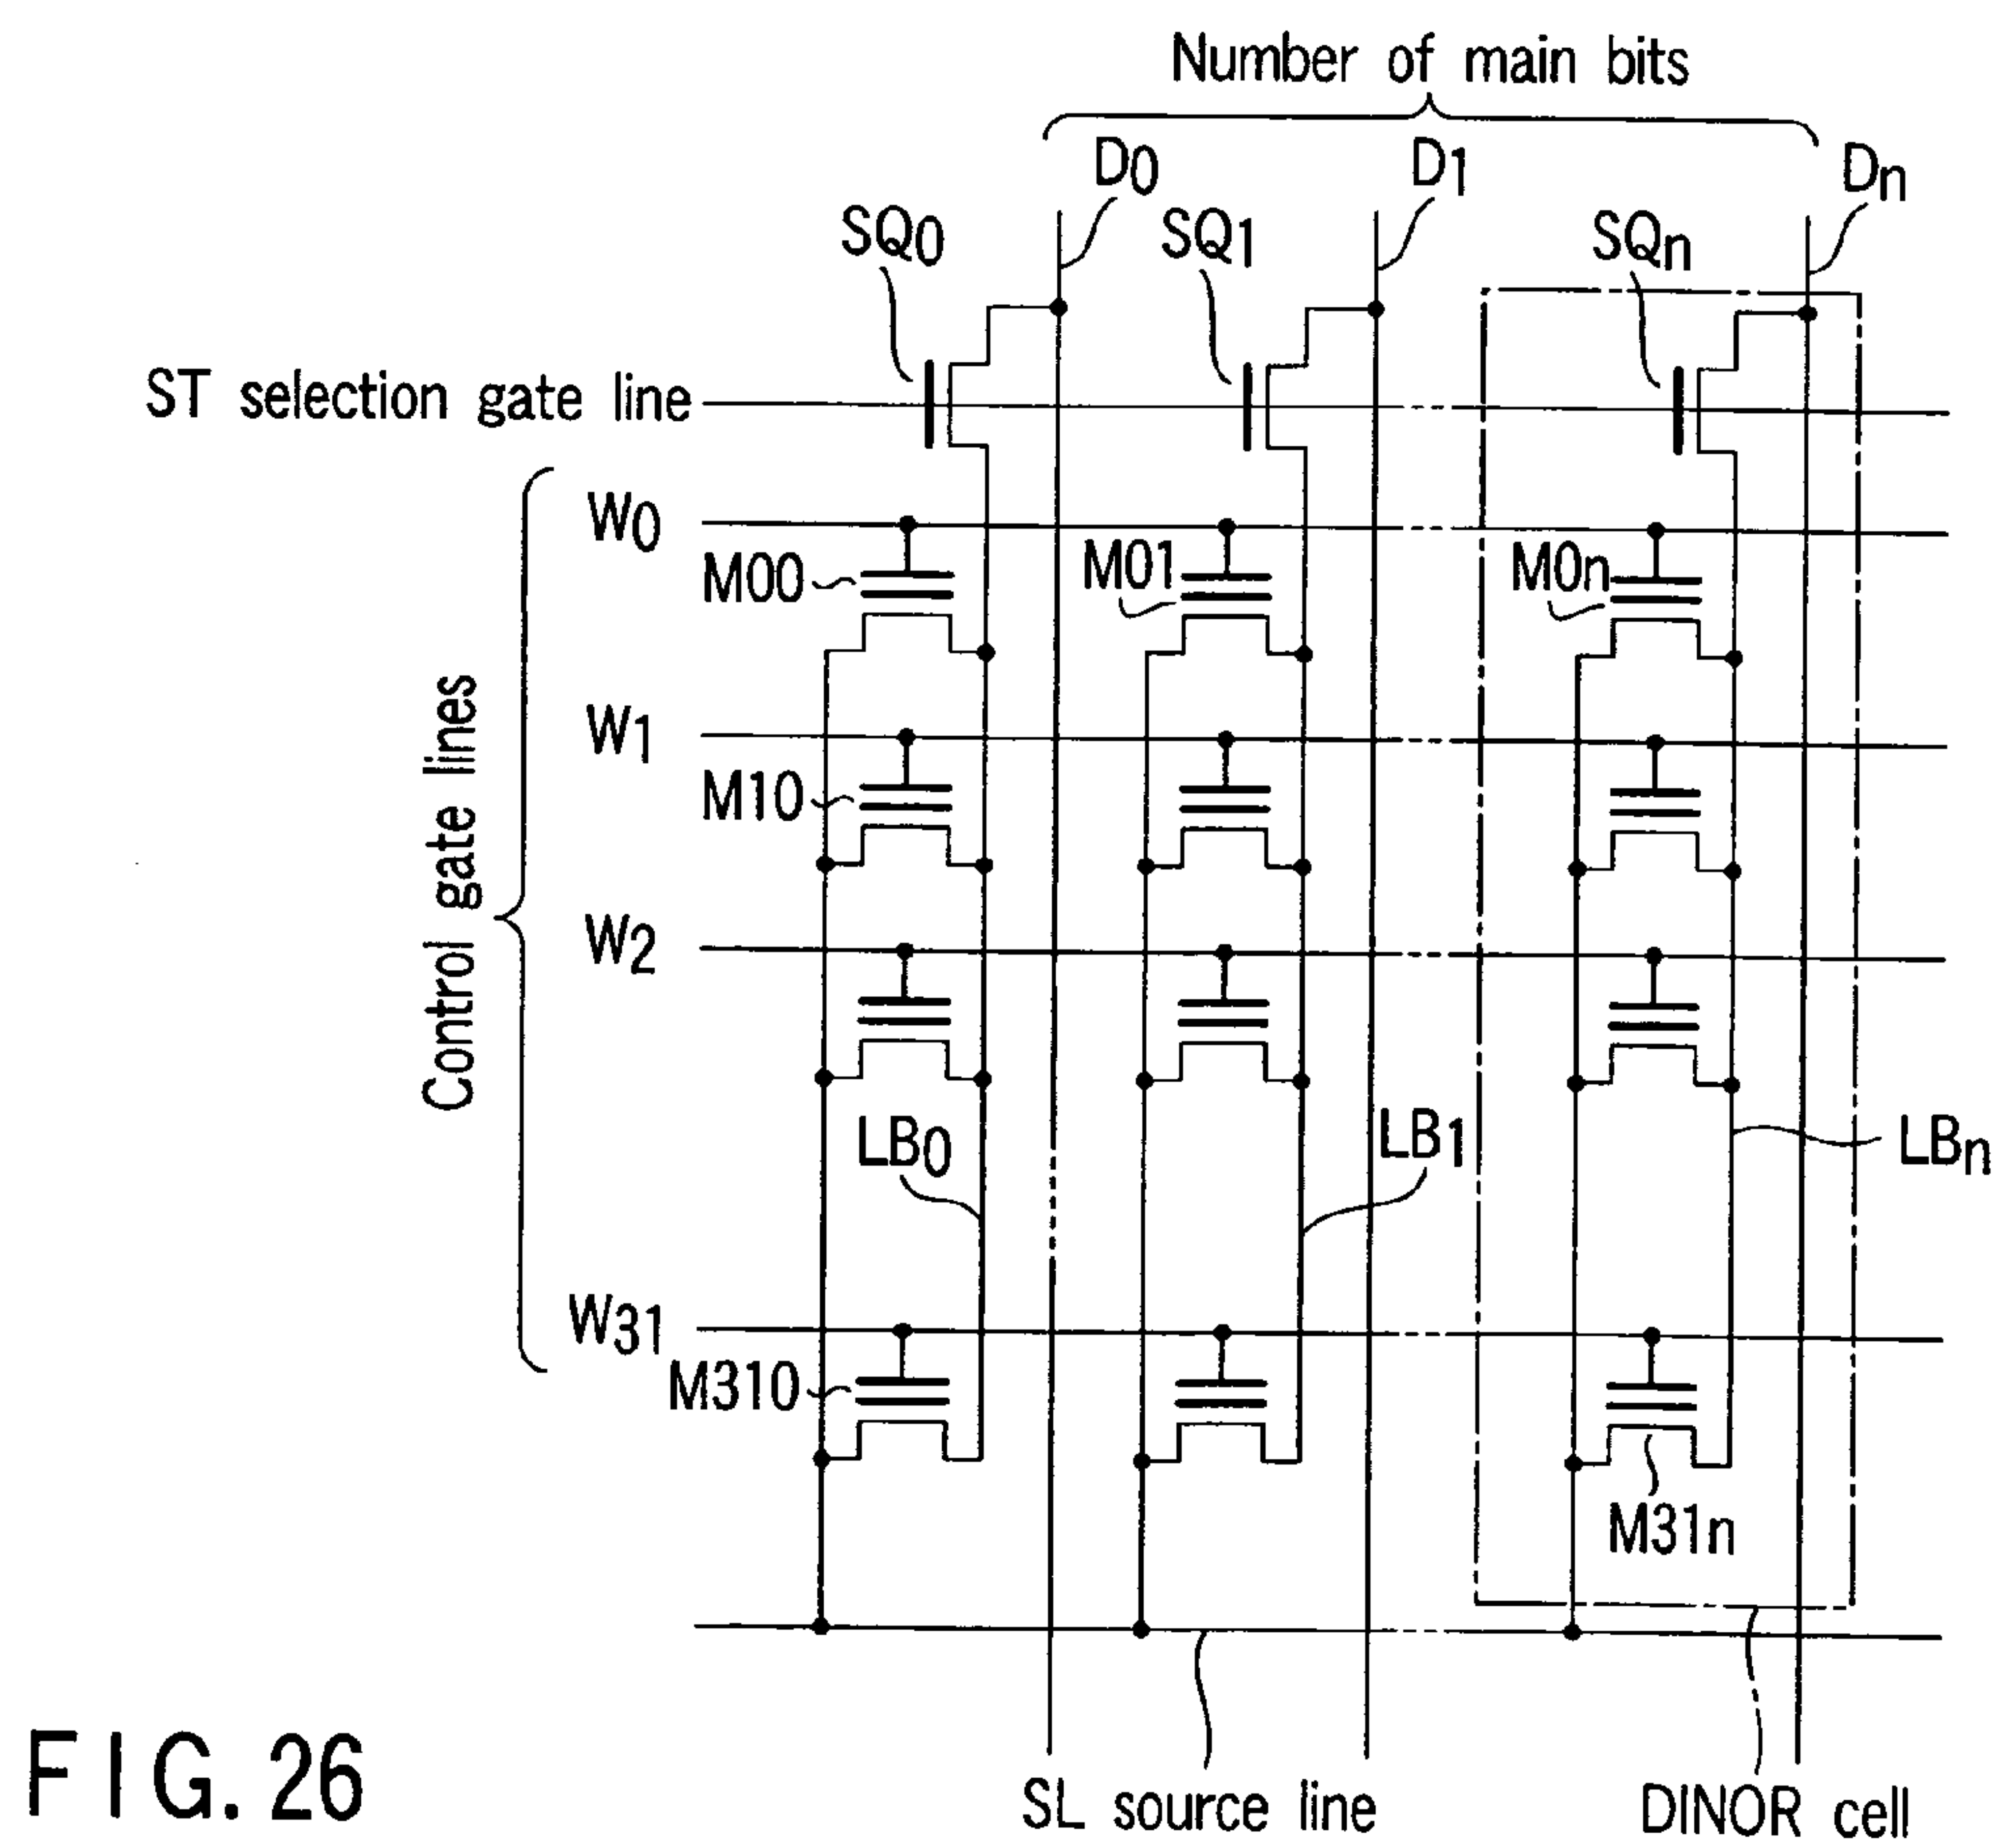 Number of main bits
D0
D1
Dn
SQ0
SQ1
SQn
ST selection gate line
Control gate lines
W0
M00
M01
M0n
W1
M10
W2
LB0
LB1
LBn
W31
M310
M31n
SL source line
DINOR cell
FIG. 26